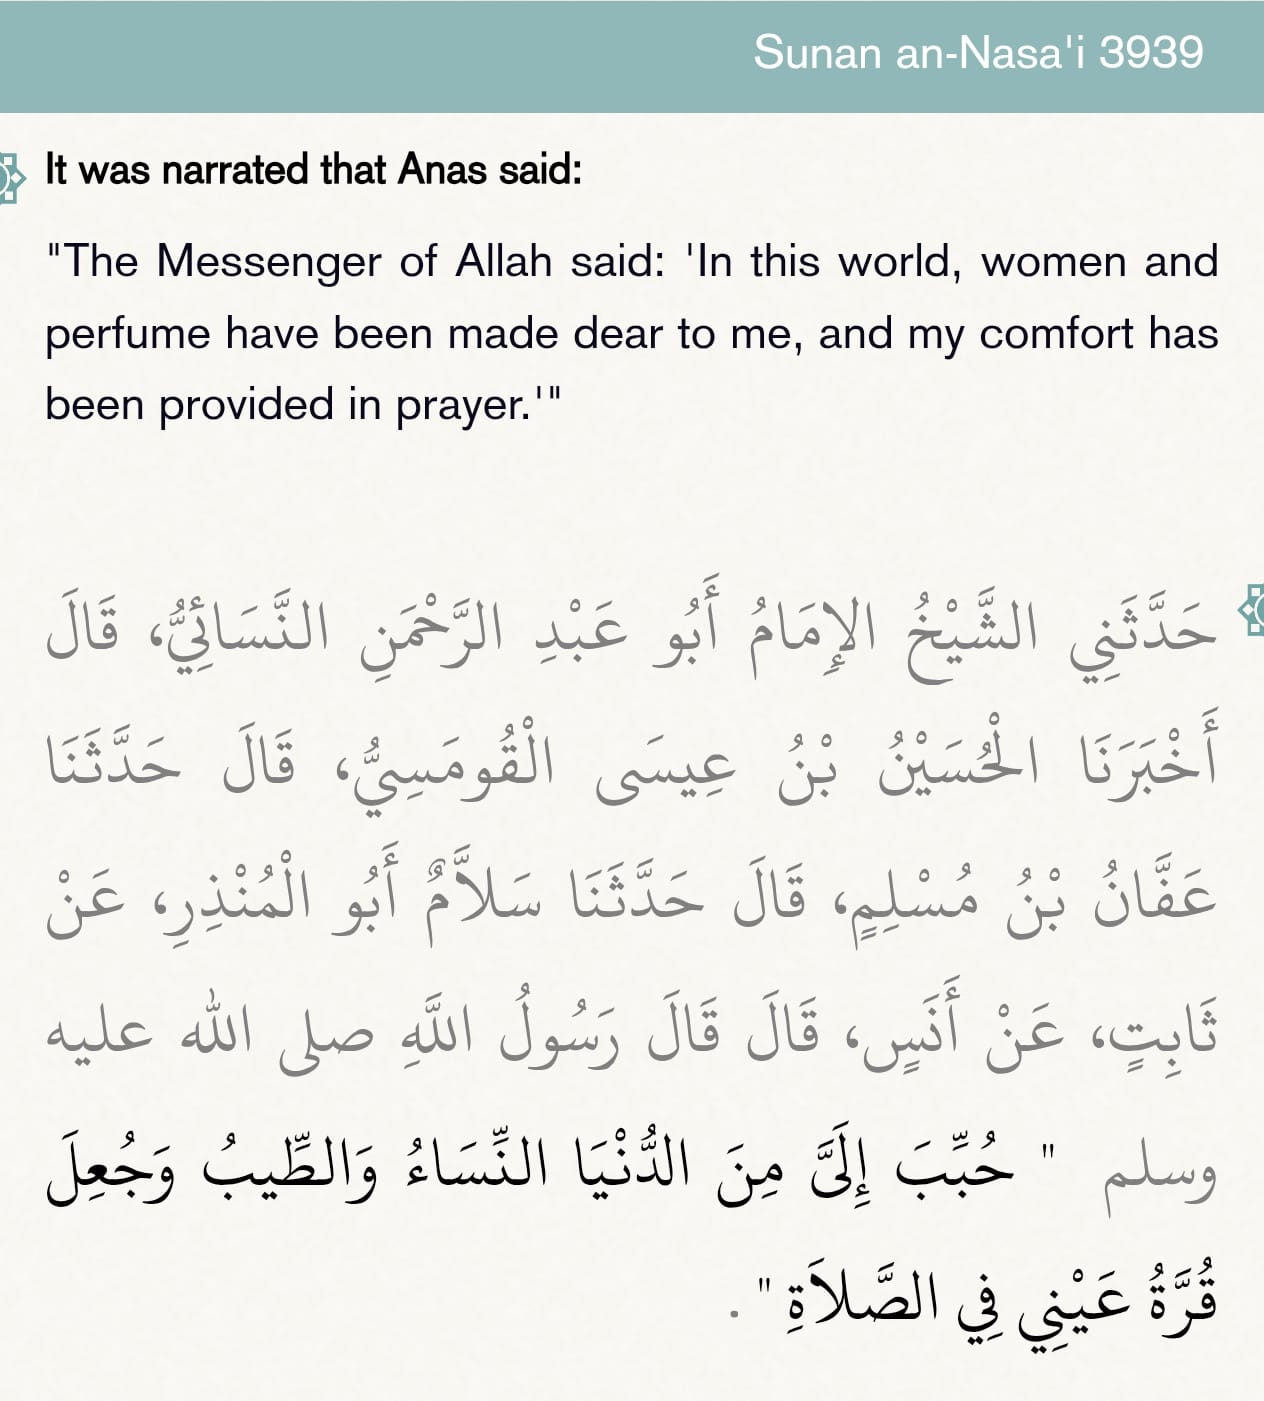 Sunan an-Nasa'i 3939
It was narrated that Anas said:
"The Messenger of Allah said: 'In this world, women and
perfume have been made dear to me, and my comfort has
been provided in prayer.'"
حَدَّثَنِي الشَّيْخُ الإِمَامُ أَبُو عَبْدِ الرَّحْمَنِ النَّسَائِيُّ، قَالَ
أَخْبَرَنَا الْحُسَيْنُ بْنُ عِيسَى الْقُومَسِيُّ، قَالَ حَدَّثَنَا
عَفَّانُ بْنُ مُسْلِمٍ، قَالَ حَدَّثَنَا سَلاَّمٌ أَبُو الْمُنْذِرِ، عَنْ
ثَابِتٍ، عَنْ أَنَسٍ، قَالَ قَالَ رَسُولُ اللَّهِ صلى الله عليه
وسلم " حُبِّبَ إِلَىَّ مِنَ الدُّنْيَا النِّسَاءُ وَالطِّيبُ وَجُعِلَ
قُرَّةُ عَيْنِي فِي الصَّلاَةِ " .